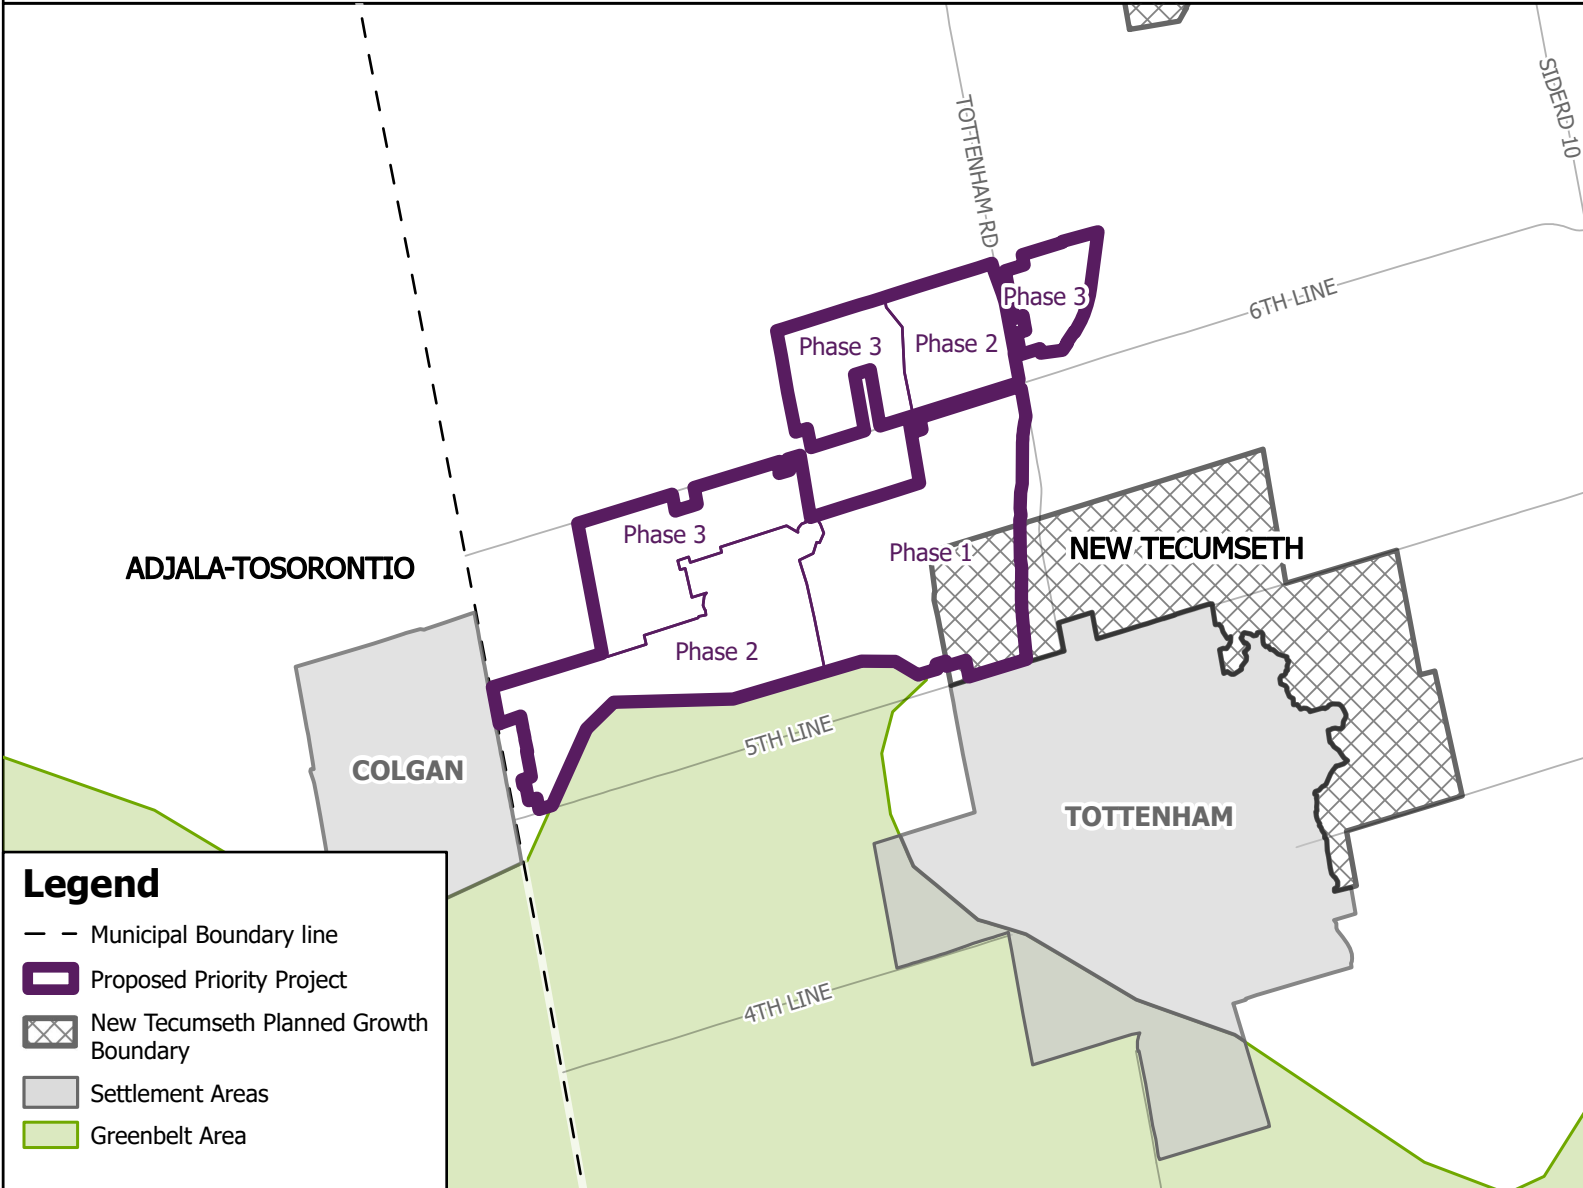 TOTTENHAM RD
SIDERD 10
6TH LINE
Phase 3
Phase 3
Phase 2
Phase 3
Phase 1
NEW TECUMSETH
ADJALA-TOSORONTIO
Phase 2
5TH LINE
COLGAN
TOTTENHAM
4TH LINE
Legend
Municipal Boundary line
Proposed Priority Project
New Tecumseth Planned Growth
Boundary
Settlement Areas
Greenbelt Area